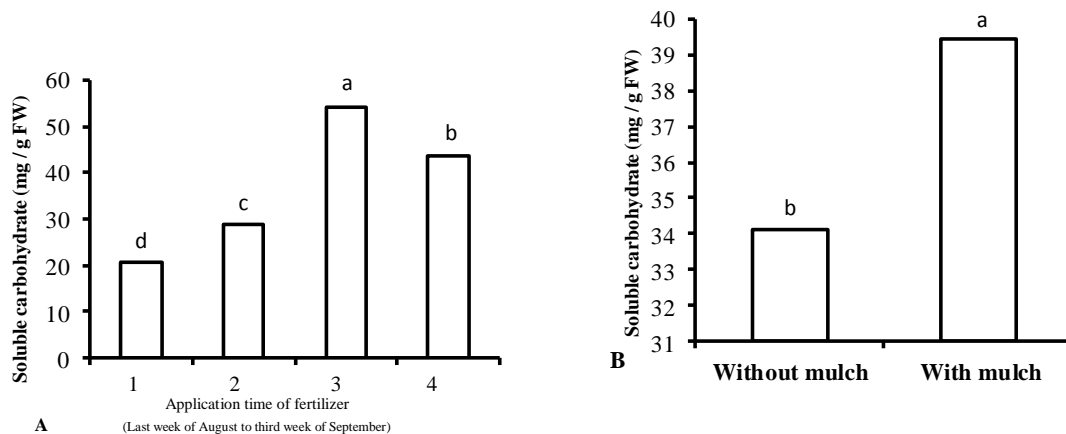 Soluble carbohydrate (mg / g FW)
60
50
40
30
20
10
0
d
c
a
b
1 2 3 4
Application time of fertilizer
A (Last week of August to third week of September)
Soluble carbohydrate (mg / g FW)
40
39
38
37
36
35
34
33
32
31
b
a
B
Without mulch With mulch